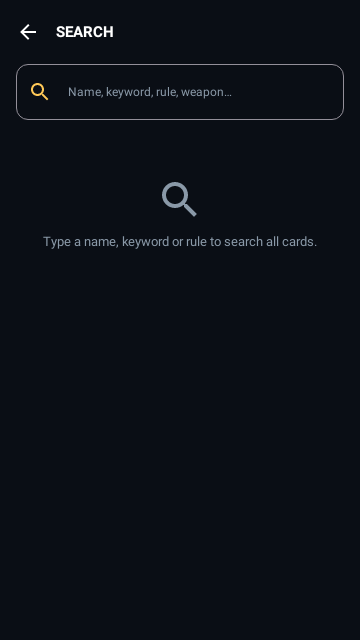 SEARCH
Name, keyword, rule, weapon...
Type a name, keyword or rule to search all cards.